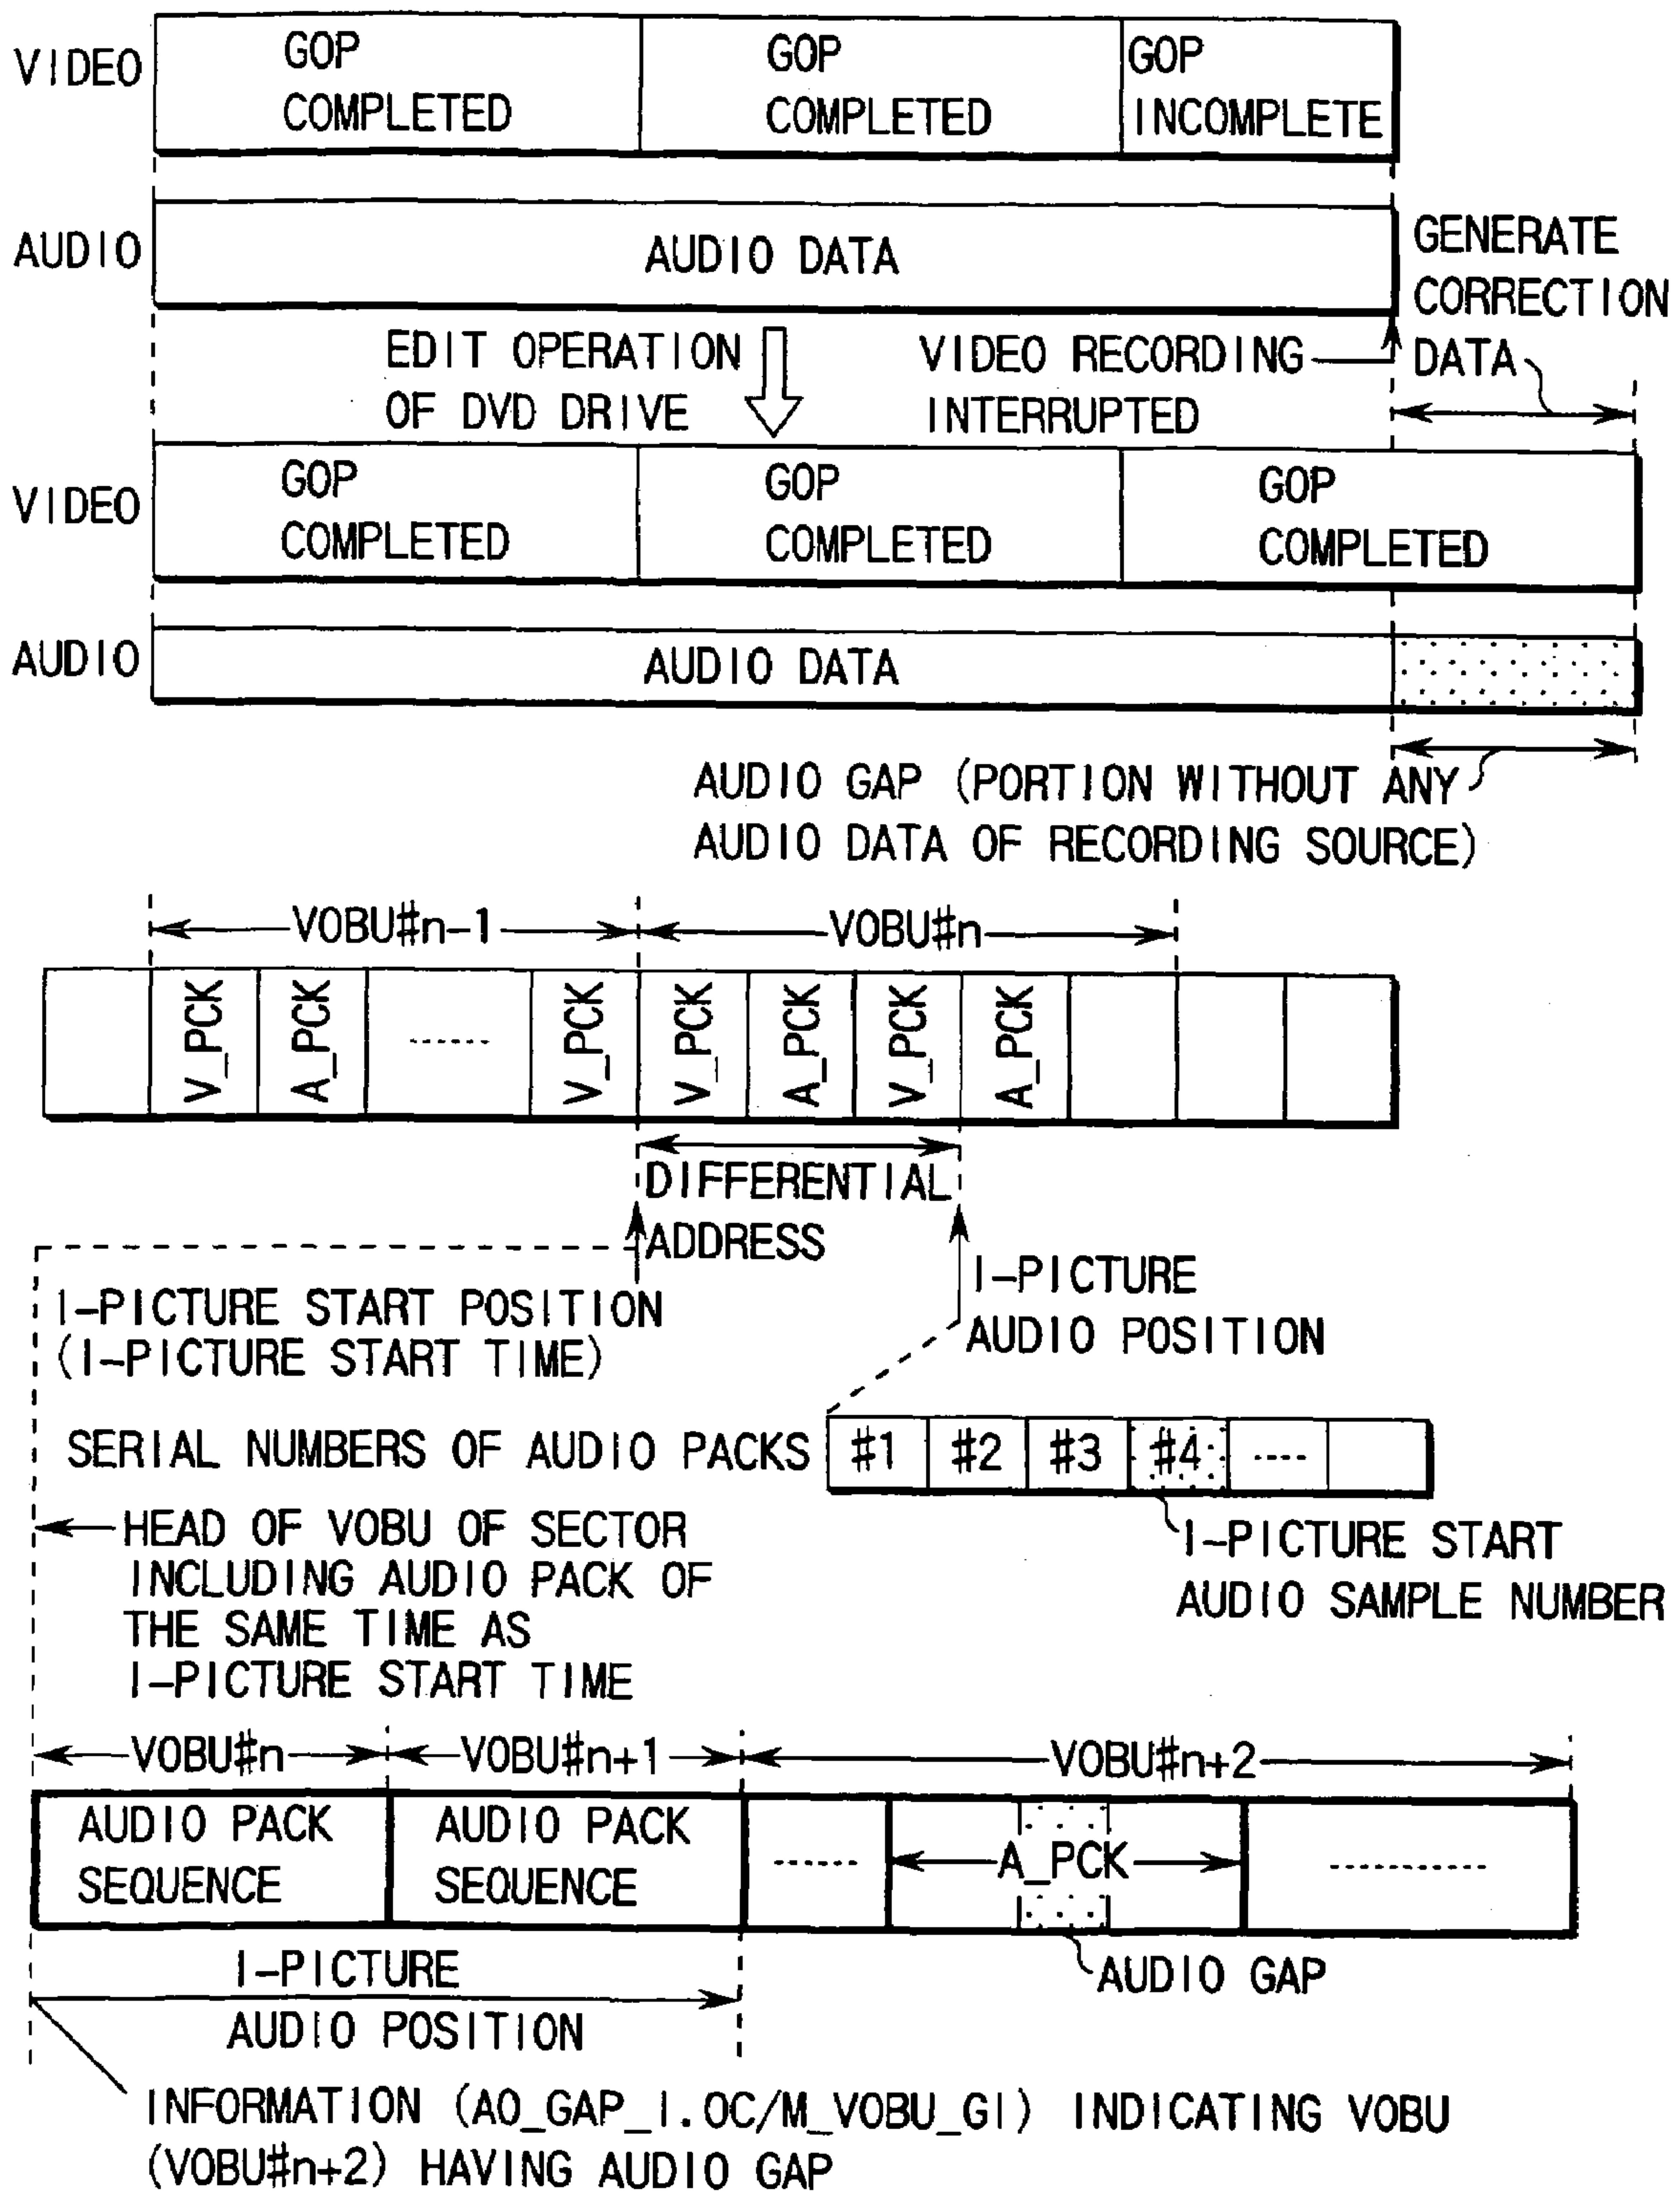 VIDEO
GOP COMPLETED
GOP COMPLETED
GOP INCOMPLETE
AUDIO
AUDIO DATA
GENERATE
CORRECTION
DATA
EDIT OPERATION
OF DVD DRIVE
VIDEO RECORDING
INTERRUPTED
VIDEO
GOP COMPLETED
GOP COMPLETED
GOP COMPLETED
AUDIO
AUDIO DATA
AUDIO GAP (PORTION WITHOUT ANY
AUDIO DATA OF RECORDING SOURCE)
VOBU#n-1
VOBU#n
V_PCK
A_PCK
V_PCK
V_PCK
A_PCK
V_PCK
A_PCK
DIFFERENTIAL
ADDRESS
I-PICTURE START POSITION
(I-PICTURE START TIME)
I-PICTURE
AUDIO POSITION
SERIAL NUMBERS OF AUDIO PACKS
#1 #2 #3 #4
I-PICTURE START
AUDIO SAMPLE NUMBER
HEAD OF VOBU OF SECTOR
INCLUDING AUDIO PACK OF
THE SAME TIME AS
I-PICTURE START TIME
VOBU#n
VOBU#n+1
VOBU#n+2
AUDIO PACK
SEQUENCE
AUDIO PACK
SEQUENCE
A_PCK
AUDIO GAP
I-PICTURE
AUDIO POSITION
INFORMATION (A0_GAP_I.OC/M_VOBU_GI) INDICATING VOBU
(VOBU#n+2) HAVING AUDIO GAP